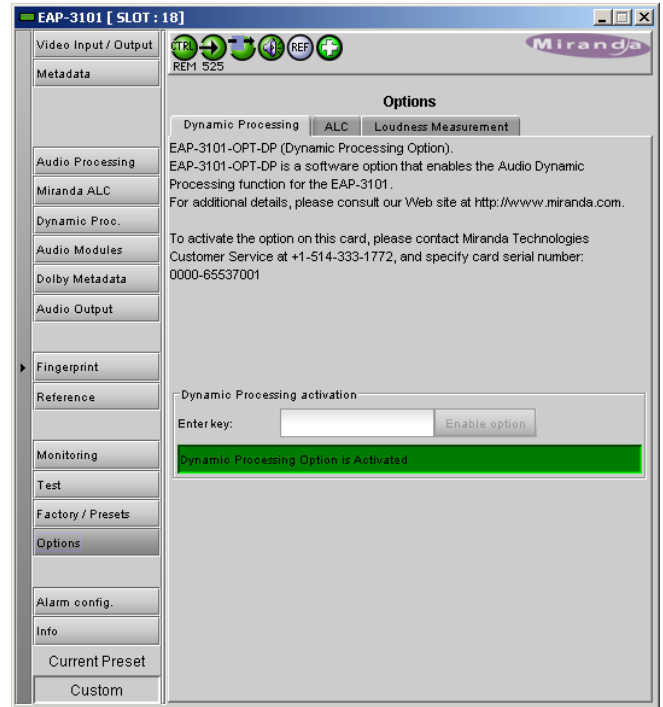 EAP-3101 [ SLOT : 18]
Video Input / Output
Metadata
Audio Processing
Miranda ALC
Dynamic Proc.
Audio Modules
Dolby Metadata
Audio Output
Fingerprint
Reference
Monitoring
Test
Factory / Presets
Options
Alarm config.
Info
Current Preset
Custom
CTRL
REF
REM 525
Miranda
Options
Dynamic Processing ALC Loudness Measurement
EAP-3101-OPT-DP (Dynamic Processing Option).
EAP-3101-OPT-DP is a software option that enables the Audio Dynamic
Processing function for the EAP-3101.
For additional details, please consult our Web site at http://www.miranda.com.
To activate the option on this card, please contact Miranda Technologies
Customer Service at +1-514-333-1772, and specify card serial number:
0000-65537001
Dynamic Processing activation
Enter key: Enable option
Dynamic Processing Option is Activated